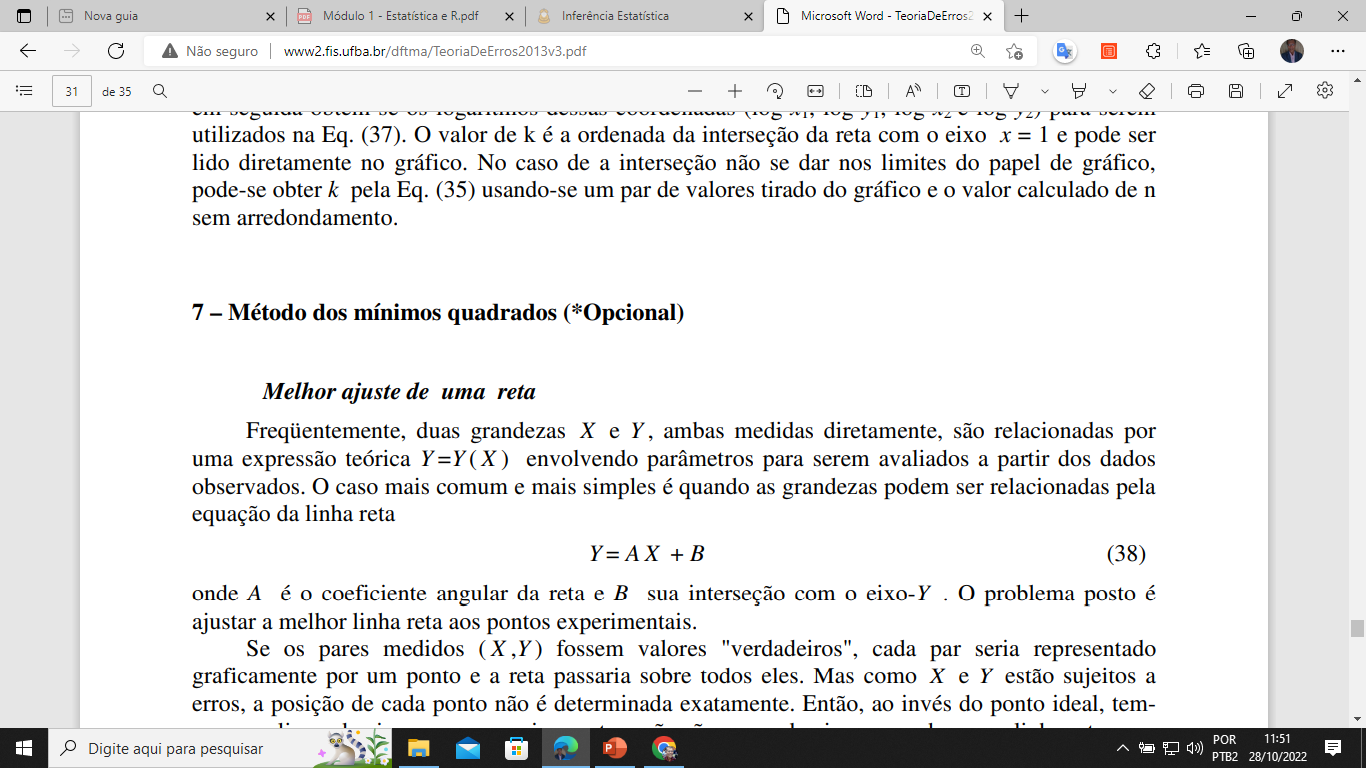 Nova guia
Módulo 1 - Estatística e R.pdf
Inferência Estatística
Microsoft Word - TeoriaDeErros2
Não seguro
www2.fis.ufba.br/dftma/TeoriaDeErros2013v3.pdf
31 de 35
utilizados na Eq. (37). O valor de k é a ordenada da interseção da reta com o eixo x = 1 e pode ser
lido diretamente no gráfico. No caso de a interseção não se dar nos limites do papel de gráfico,
pode-se obter k pela Eq. (35) usando-se um par de valores tirado do gráfico e o valor calculado de n
sem arredondamento.
7 – Método dos mínimos quadrados (*Opcional)
Melhor ajuste de uma reta
Freqüentemente, duas grandezas X e Y, ambas medidas diretamente, são relacionadas por
uma expressão teórica Y=Y(X) envolvendo parâmetros para serem avaliados a partir dos dados
observados. O caso mais comum e mais simples é quando as grandezas podem ser relacionadas pela
equação da linha reta
Y= A X + B (38)
onde A é o coeficiente angular da reta e B sua interseção com o eixo-Y . O problema posto é
ajustar a melhor linha reta aos pontos experimentais.
Se os pares medidos (X,Y) fossem valores "verdadeiros", cada par seria representado
graficamente por um ponto e a reta passaria sobre todos eles. Mas como X e Y estão sujeitos a
erros, a posição de cada ponto não é determinada exatamente. Então, ao invés do ponto ideal, tem-
Digite aqui para pesquisar
POR
PTB2
11:51
28/10/2022